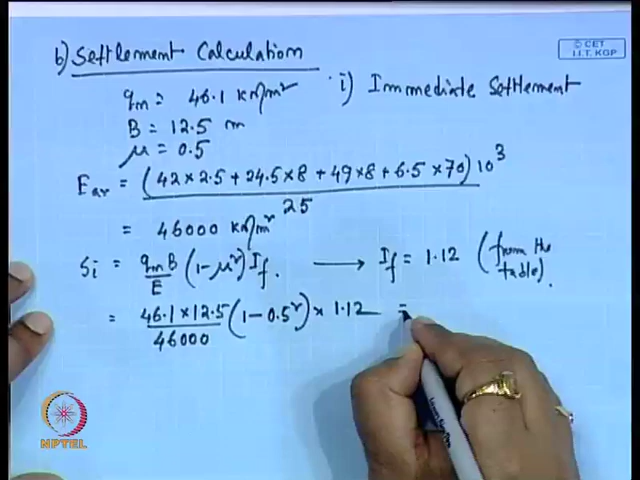 © CET
I.I.T. KGP
b) Settlement Calculation
qm = 46.1 kN/m²
i) Immediate Settlement
B = 12.5 m
μ = 0.5
Eav = (42×2.5 + 24.5×8 + 49×8 + 6.5×70) 10³ / 25
= 46000 kN/m²
Si = qmB/E (1-μ²) If. → If = 1.12 (from the table).
= 46.1×12.5/46000 (1-0.5²) × 1.12 =
NPTEL